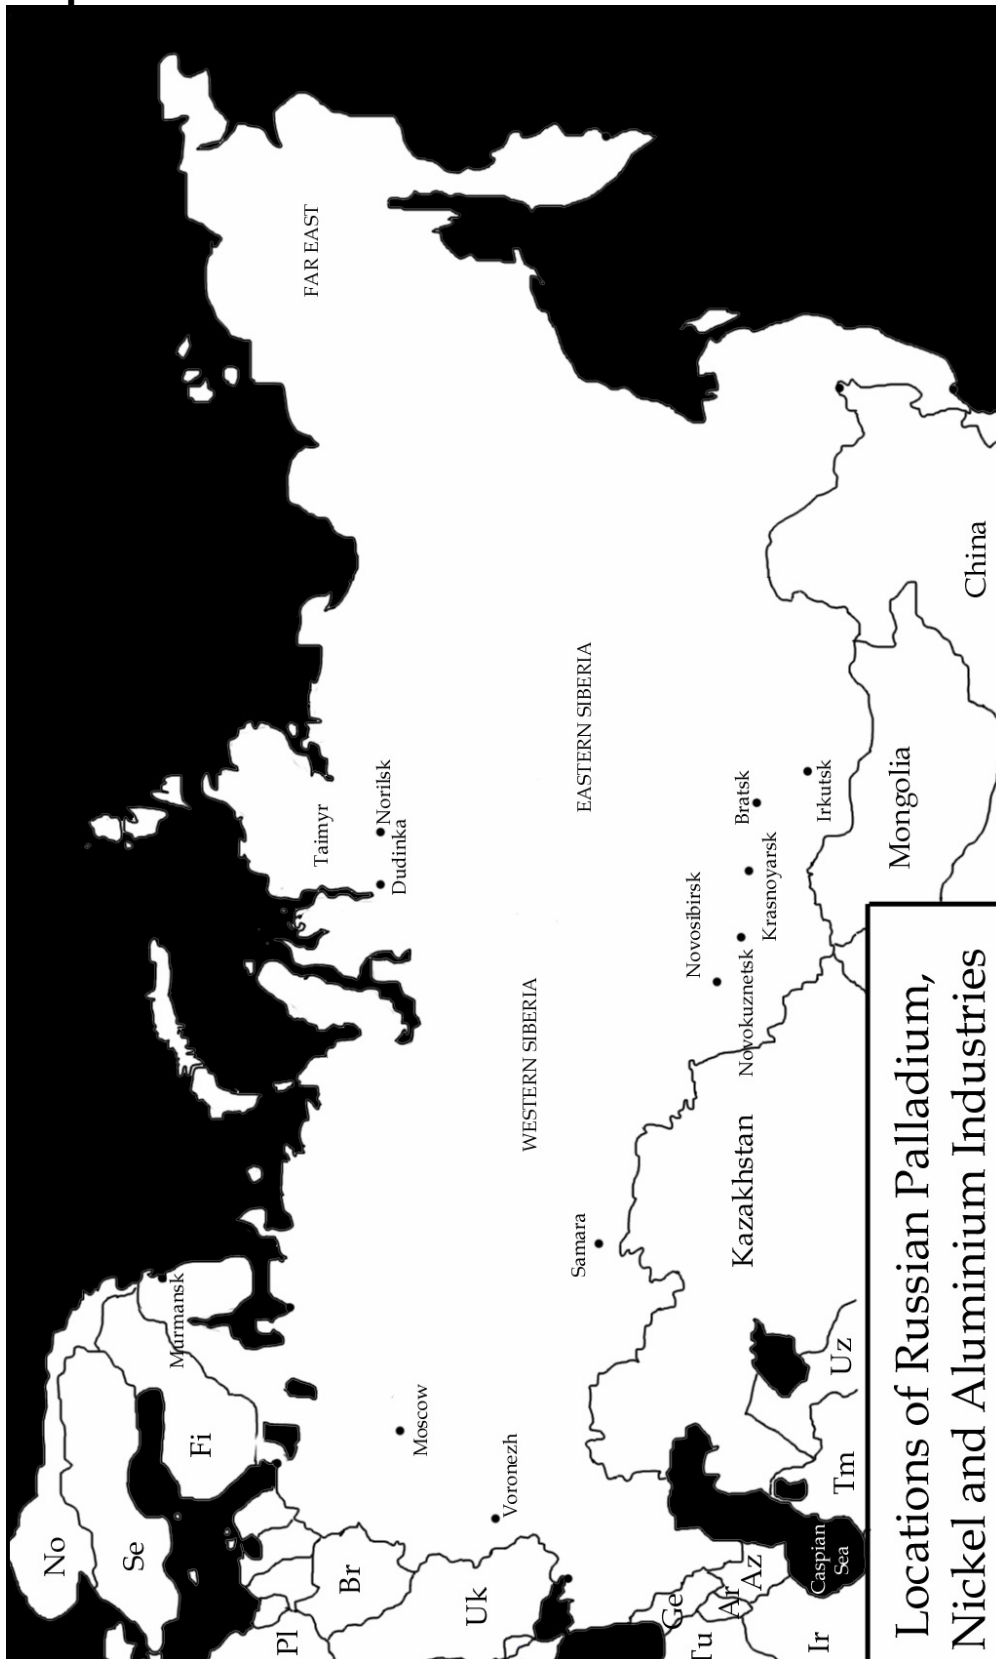 FAR EAST
Taimyr
Norilsk
Dudinka
EASTERN SIBERIA
WESTERN SIBERIA
Murmansk
Novosibirsk
Bratsk
Irkutsk
Krasnoyarsk
Novokuznetsk
Samara
Moscow
Voronezh
China
Mongolia
Kazakhstan
No
Se
Fi
Pl
Br
Uk
Ge
Ar
Az
Tu
Ir
Caspian
Sea
Tm
Uz
Locations of Russian Palladium,
Nickel and Aluminium Industries